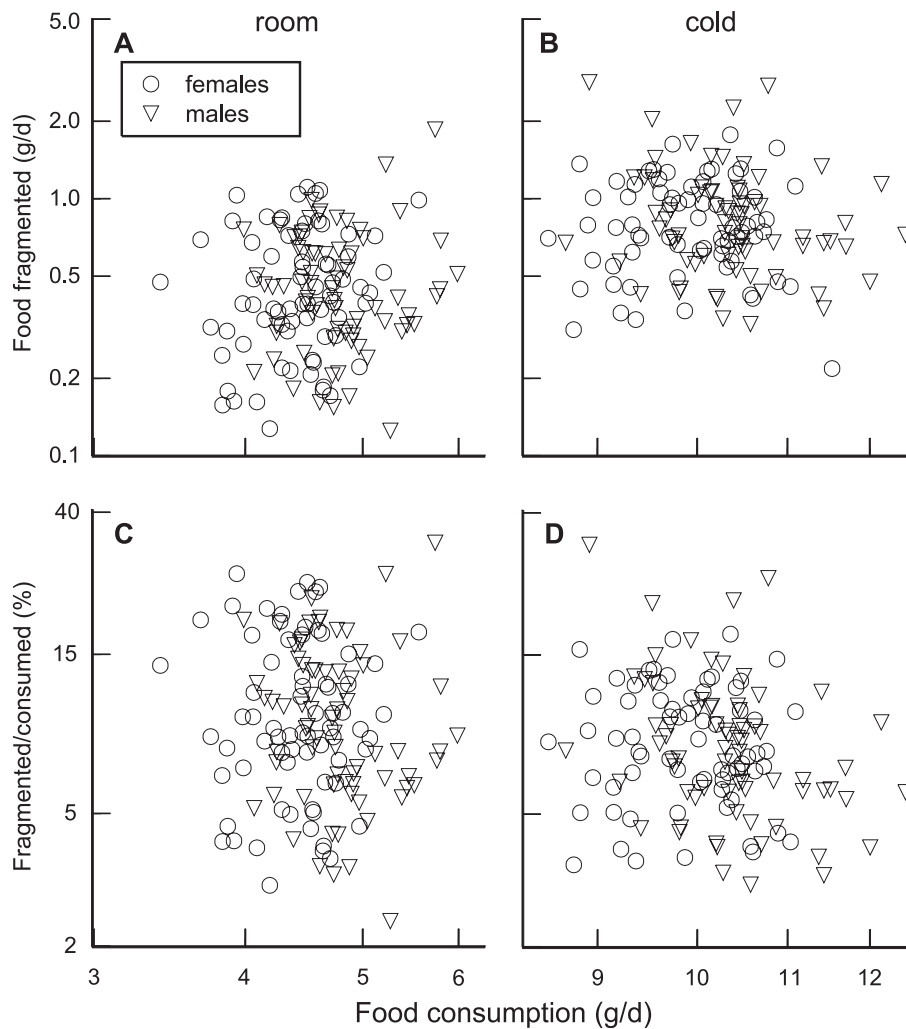 room
cold
A
B
females
males
Food fragmented (g/d)
5.0
2.0
1.0
0.5
0.2
0.1
C
D
Fragmented/consumed (%)
40
15
5
2
3 4 5 6 9 10 11 12
Food consumption (g/d)